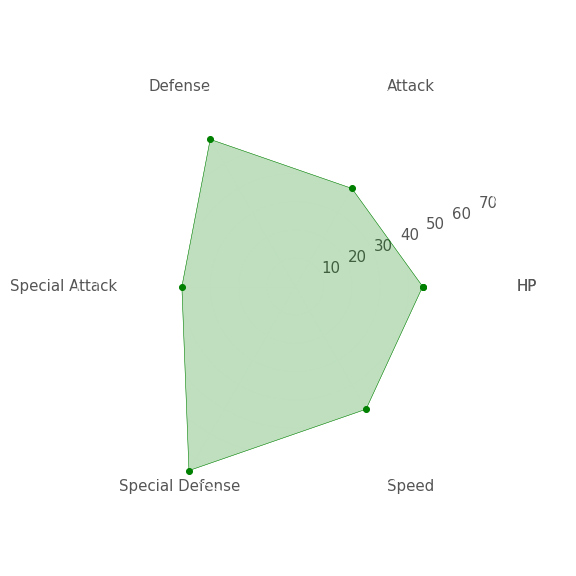 Defense
Attack
70
60
50
40
30
20
10
Special Attack
HP
Special Defense
Speed